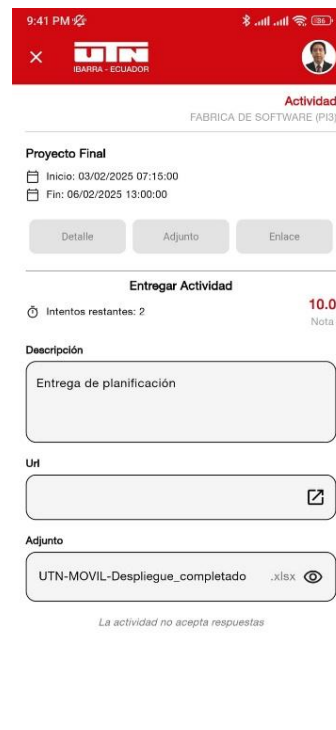 9:41 PM
86
UTN
IBARRA - ECUADOR
Actividad
FABRICA DE SOFTWARE (PI3)
Proyecto Final
Inicio: 03/02/2025 07:15:00
Fin: 06/02/2025 13:00:00
Detalle Adjunto Enlace
Entregar Actividad
Intentos restantes: 2
10.0
Nota
Descripción
Entrega de planificación
Url
Adjunto
UTN-MOVIL-Despliegue_completado .xlsx
La actividad no acepta respuestas